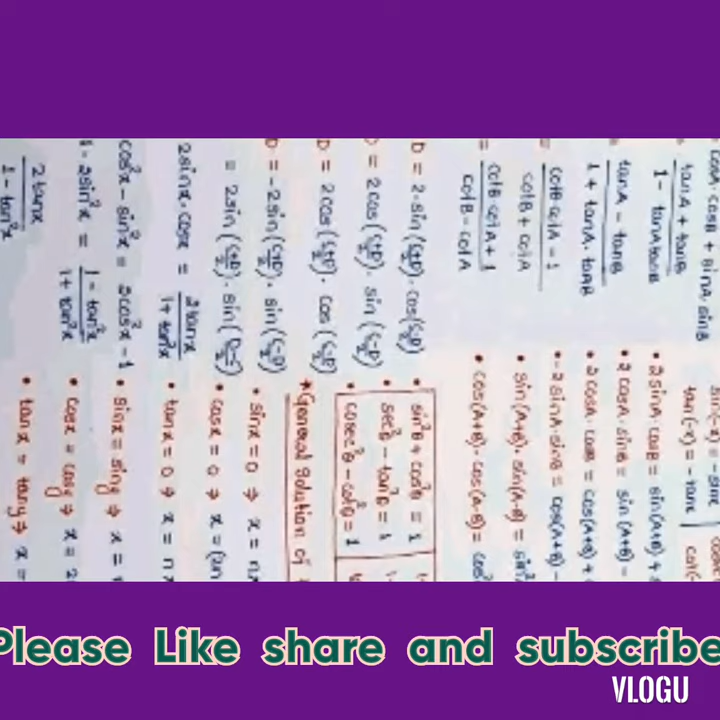 cosA·cosB + sinA·sinB
tanA + tanB
1 - tanA tanB
tanA - tanB
1 + tanA·tanB
= cotB cotA - 1
cotB + cotA
= cotB cotA + 1
cotB - cotA
D = 2·sin(C+D/2)·cos(C-D/2)
D = 2cos(C+D/2)·sin(C-D/2)
D = 2cos(C+D/2)·cos(C-D/2)
D = -2sin(C+D/2)·sin(C-D/2)
= 2sin(C+D/2)·sin(D-C/2)
2sinx·cosx = 2tanx
1+tan²x
cos²x - sin²x = 2cos²x - 1
1 - 2sin²x = 1 - tan²x
1 + tan²x
2tanx
1 - tan²x
sin(-x) = -sinx
tan(-x) = -tanx
• 2sinA·cosB = sin(A+B) +
• 2cosA·sinB = sin(A+B) -
• 2cosA·cosB = cos(A+B) +
• -2sinA·sinB = cos(A+B) -
• sin(A+B)·sin(A-B) = sin²
• cos(A+B)·cos(A-B) = cos²
• sin²θ + cos²θ = 1
• sec²θ - tan²θ = 1
• cosec²θ - cot²θ = 1
*General solution of
• sinx = 0 ⇒ x = nπ
• cosx = 0 ⇒ x = (2n
• tanx = 0 ⇒ x = nπ
• sinx = siny ⇒ x =
• cosx = cosy ⇒ x = 2
• tanx = tany ⇒ x =
Please Like share and subscribe
VLOGU